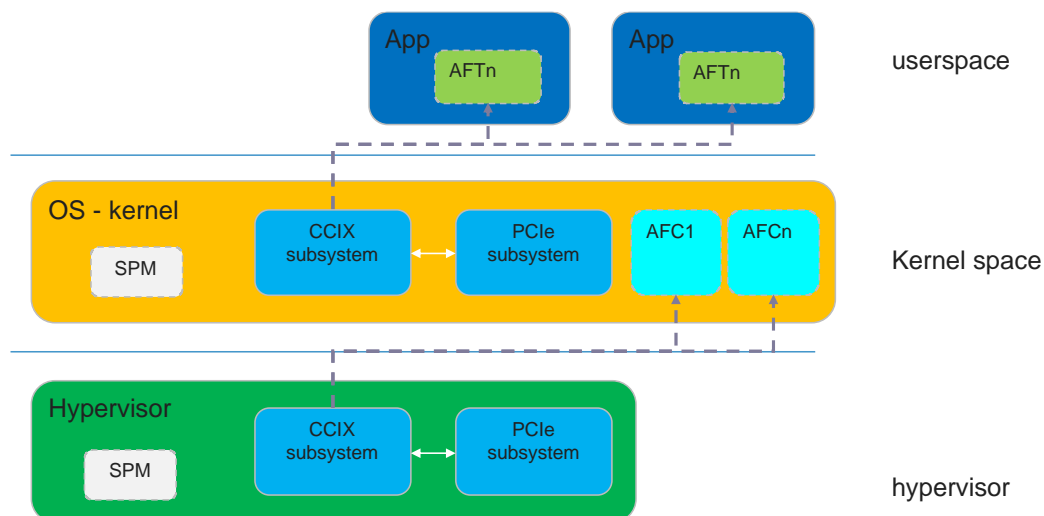 App
App
userspace
AFTn
AFTn
OS - kernel
CCIX
subsystem
PCIe
subsystem
AFC1
AFCn
SPM
Kernel space
Hypervisor
CCIX
subsystem
PCIe
subsystem
SPM
hypervisor